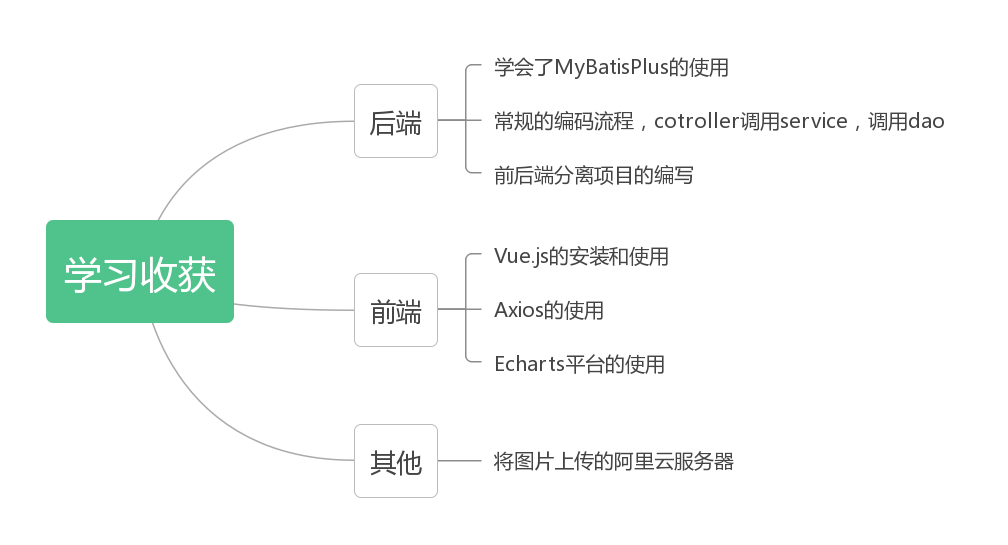 学习收获
后端
学会了MyBatisPlus的使用
常规的编码流程，cotroller调用service，调用dao
前后端分离项目的编写
前端
Vue.js的安装和使用
Axios的使用
Echarts平台的使用
其他
将图片上传的阿里云服务器